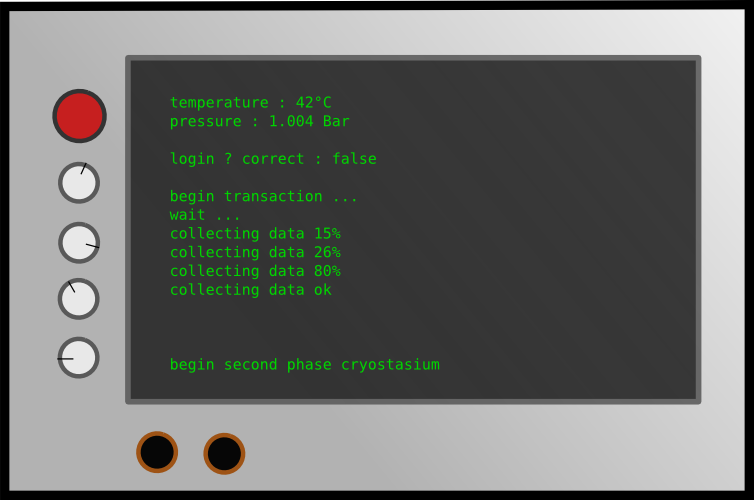 temperature : 42°C
pressure : 1.004 Bar
login ? correct : false
begin transaction ...
wait ...
collecting data 15%
collecting data 26%
collecting data 80%
collecting data ok
begin second phase cryostasium